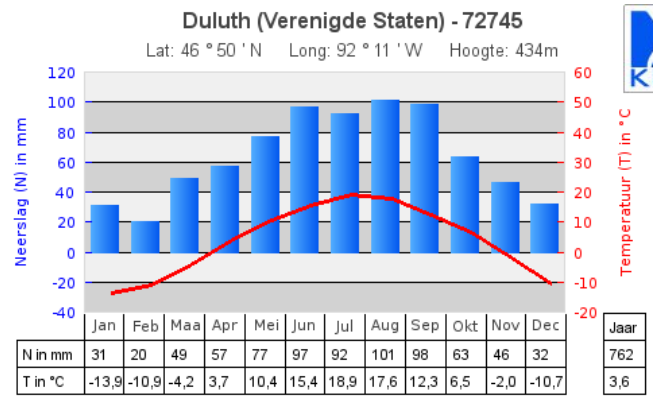 Duluth (Verenigde Staten) - 72745
Lat: 46 ° 50 ' N Long: 92 ° 11 ' W Hoogte: 434m
Neerslag (N) in mm
120
100
80
60
40
20
0
-20
-40
60
50
40
30
20
10
0
-10
-20
Temperatuur (T) in °C
Jan Feb Maa Apr Mei Jun Jul Aug Sep Okt Nov Dec Jaar
N in mm 31 20 49 57 77 97 92 101 98 63 46 32 762
T in °C -13,9 -10,9 -4,2 3,7 10,4 15,4 18,9 17,6 12,3 6,5 -2,0 -10,7 3,6